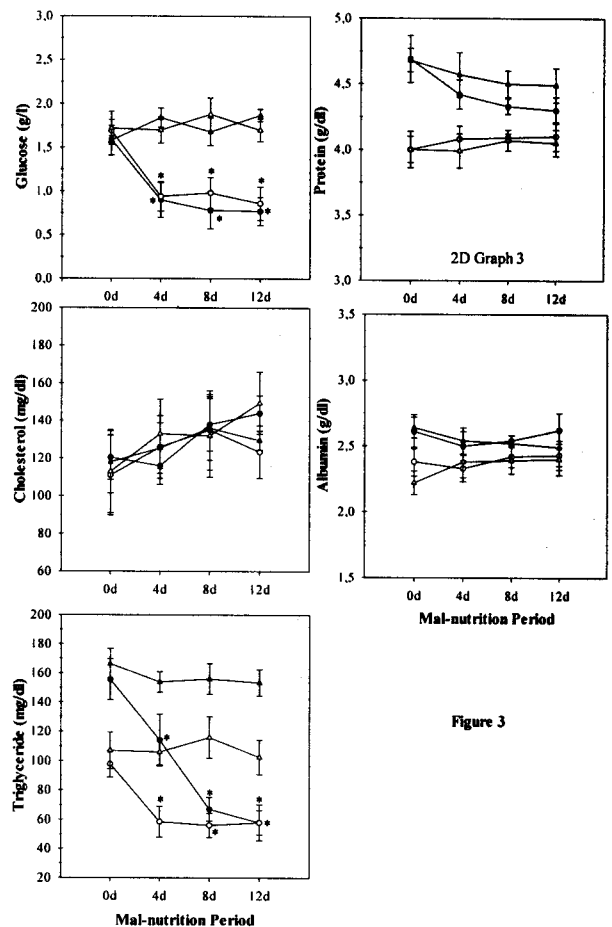 3,0
2,5
2,0
1,5
1,0
0,5
0,0
Glucose (g/l)
*
*
*
*
*
*
0d
4d
8d
12d
5,0
4,5
4,0
3,5
3,0
Protein (g/dl)
2D Graph 3
0d
4d
8d
12d
200
180
160
140
120
100
80
60
Cholesterol (mg/dl)
0d
4d
8d
12d
3,5
3,0
2,5
2,0
1,5
Albumin (g/dl)
0d
4d
8d
12d
Mal-nutrition Period
200
180
160
140
120
100
80
60
40
20
Triglyceride (mg/dl)
*
*
*
*
*
*
0d
4d
8d
12d
Mal-nutrition Period
Figure 3